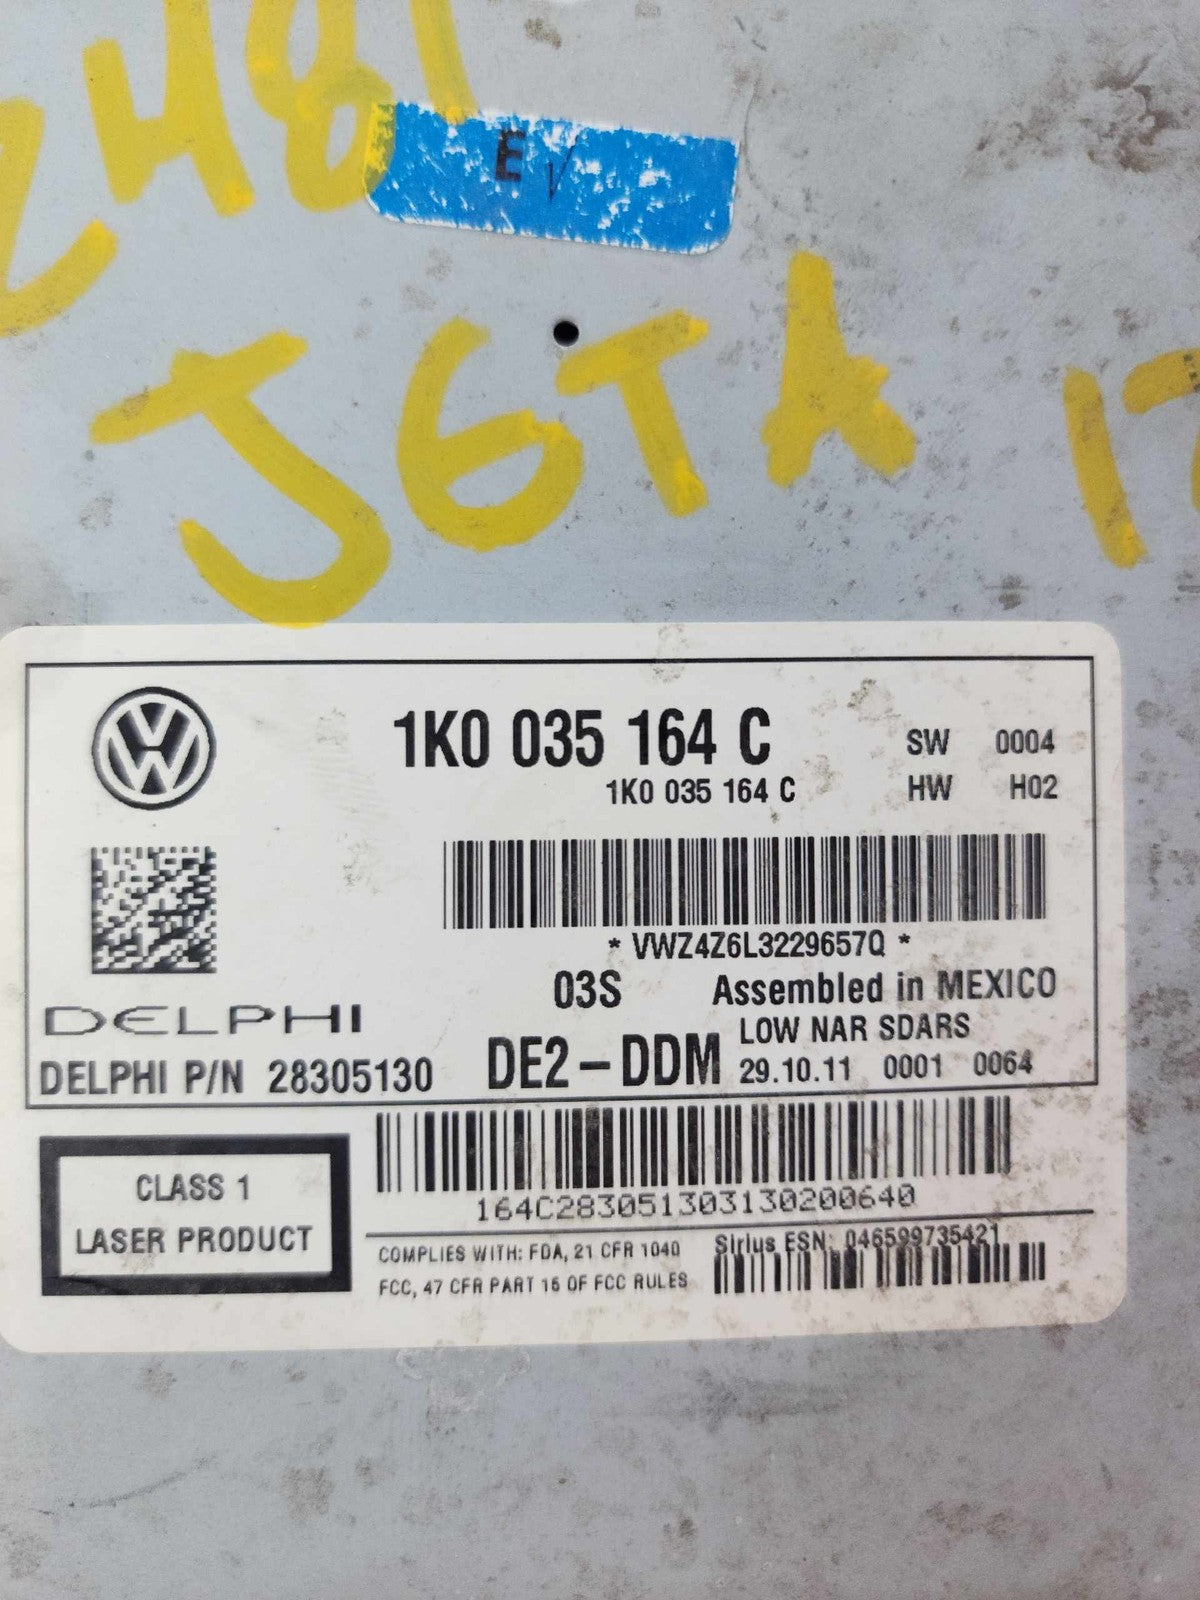 2481
E
JGTA 17
1K0 035 164 C
1K0 035 164 C
SW 0004
HW H02
* VWZ4Z6L3229657Q *
03S Assembled in MEXICO
DELPHI
LOW NAR SDARS
DELPHI P/N 28305130
DE2-DDM
29.10.11 0001 0064
CLASS 1
LASER PRODUCT
164C283051303130200640
COMPLIES WITH: FDA, 21 CFR 1040
FCC, 47 CFR PART 15 OF FCC RULES
Sirius ESN: 046599735421